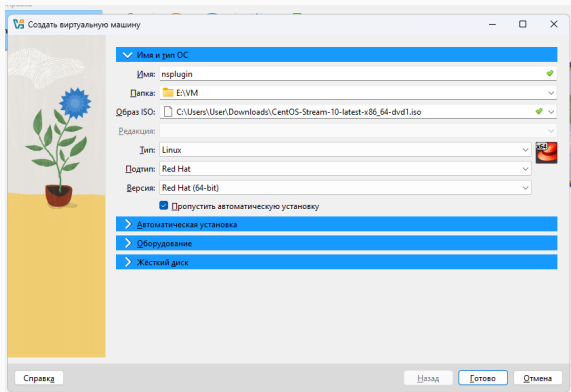 Создать виртуальную машину
Имя и тип ОС
Имя: nsplugin
Папка: E:\VM
Образ ISO: C:\Users\User\Downloads\CentOS-Stream-10-latest-x86_64-dvd1.iso
Редакция:
Тип: Linux
x64
Подтип: Red Hat
Версия: Red Hat (64-bit)
Пропустить автоматическую установку
Автоматическая установка
Оборудование
Жёсткий диск
Справка Назад Готово Отмена